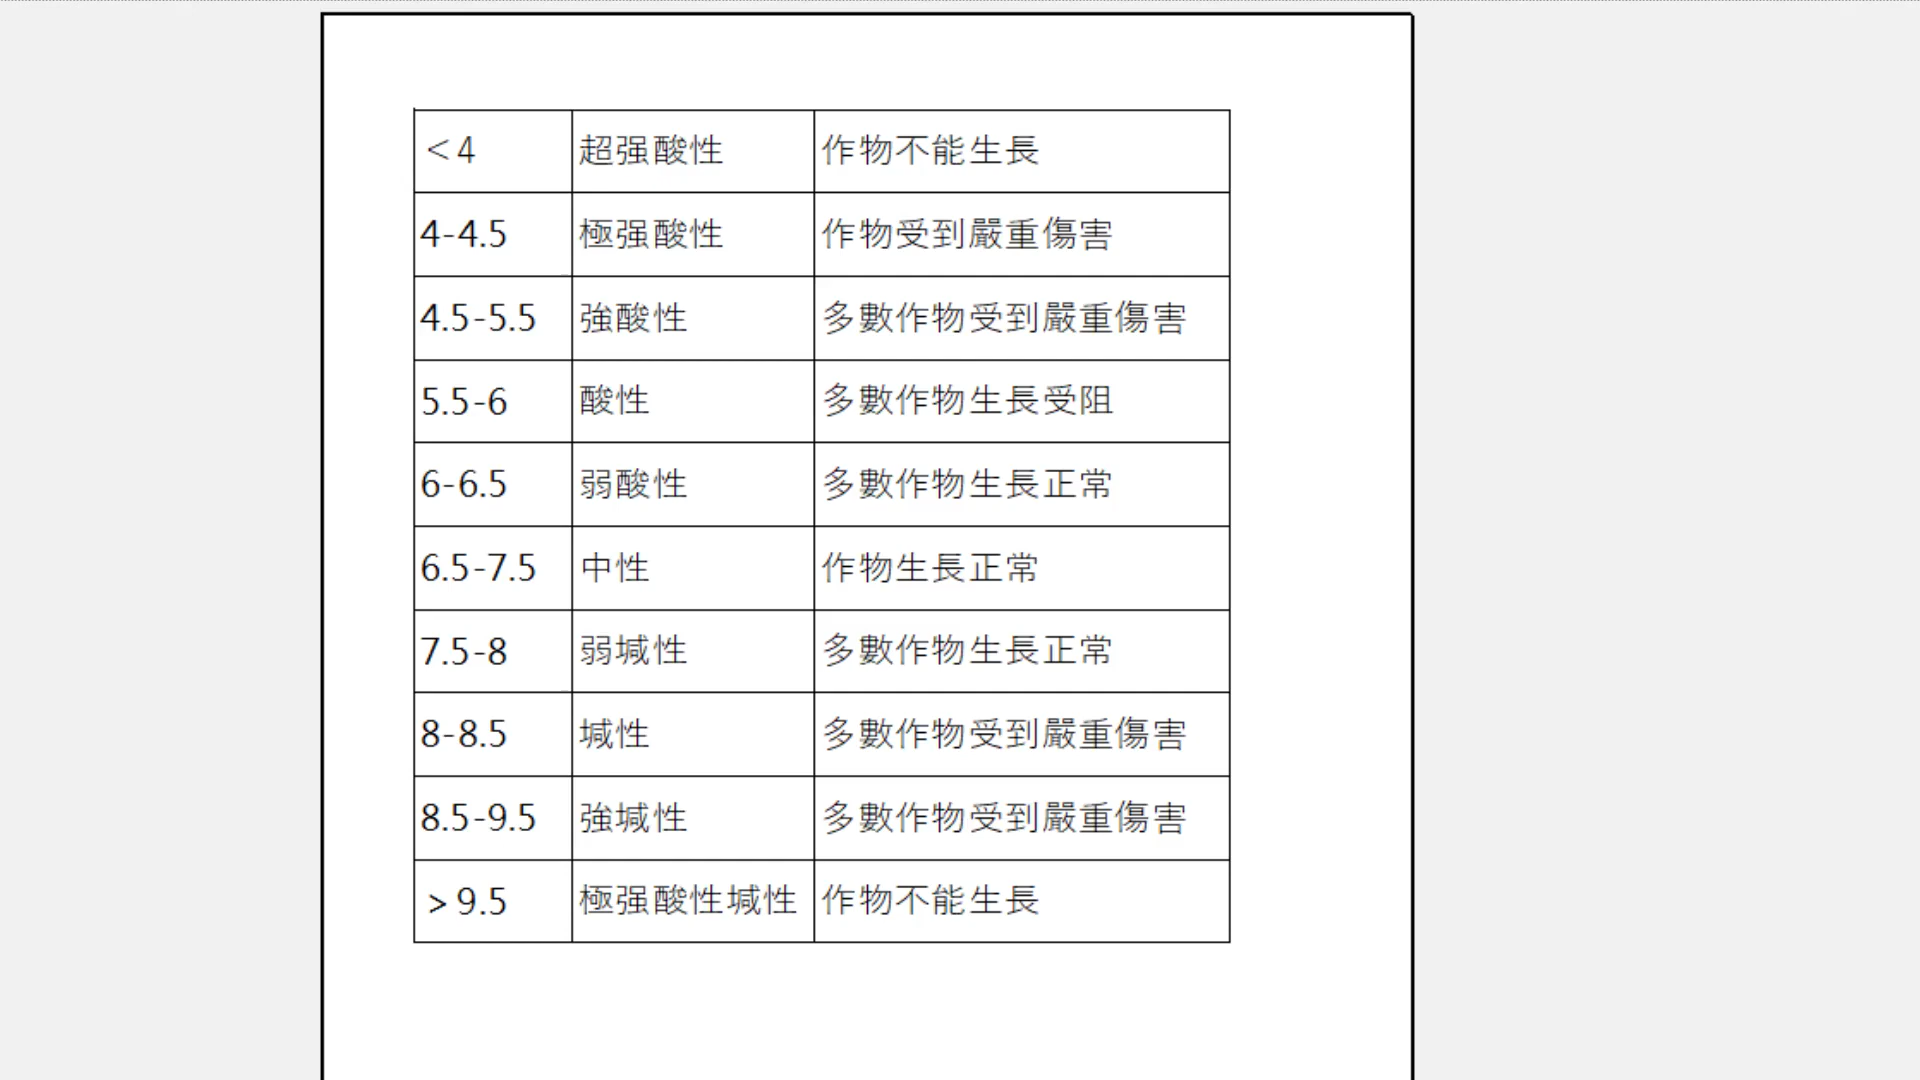 ＜4 超强酸性 作物不能生長
4-4.5 極强酸性 作物受到嚴重傷害
4.5-5.5 強酸性 多數作物受到嚴重傷害
5.5-6 酸性 多數作物生長受阻
6-6.5 弱酸性 多數作物生長正常
6.5-7.5 中性 作物生長正常
7.5-8 弱堿性 多數作物生長正常
8-8.5 堿性 多數作物受到嚴重傷害
8.5-9.5 強堿性 多數作物受到嚴重傷害
＞9.5 極强酸性堿性 作物不能生長